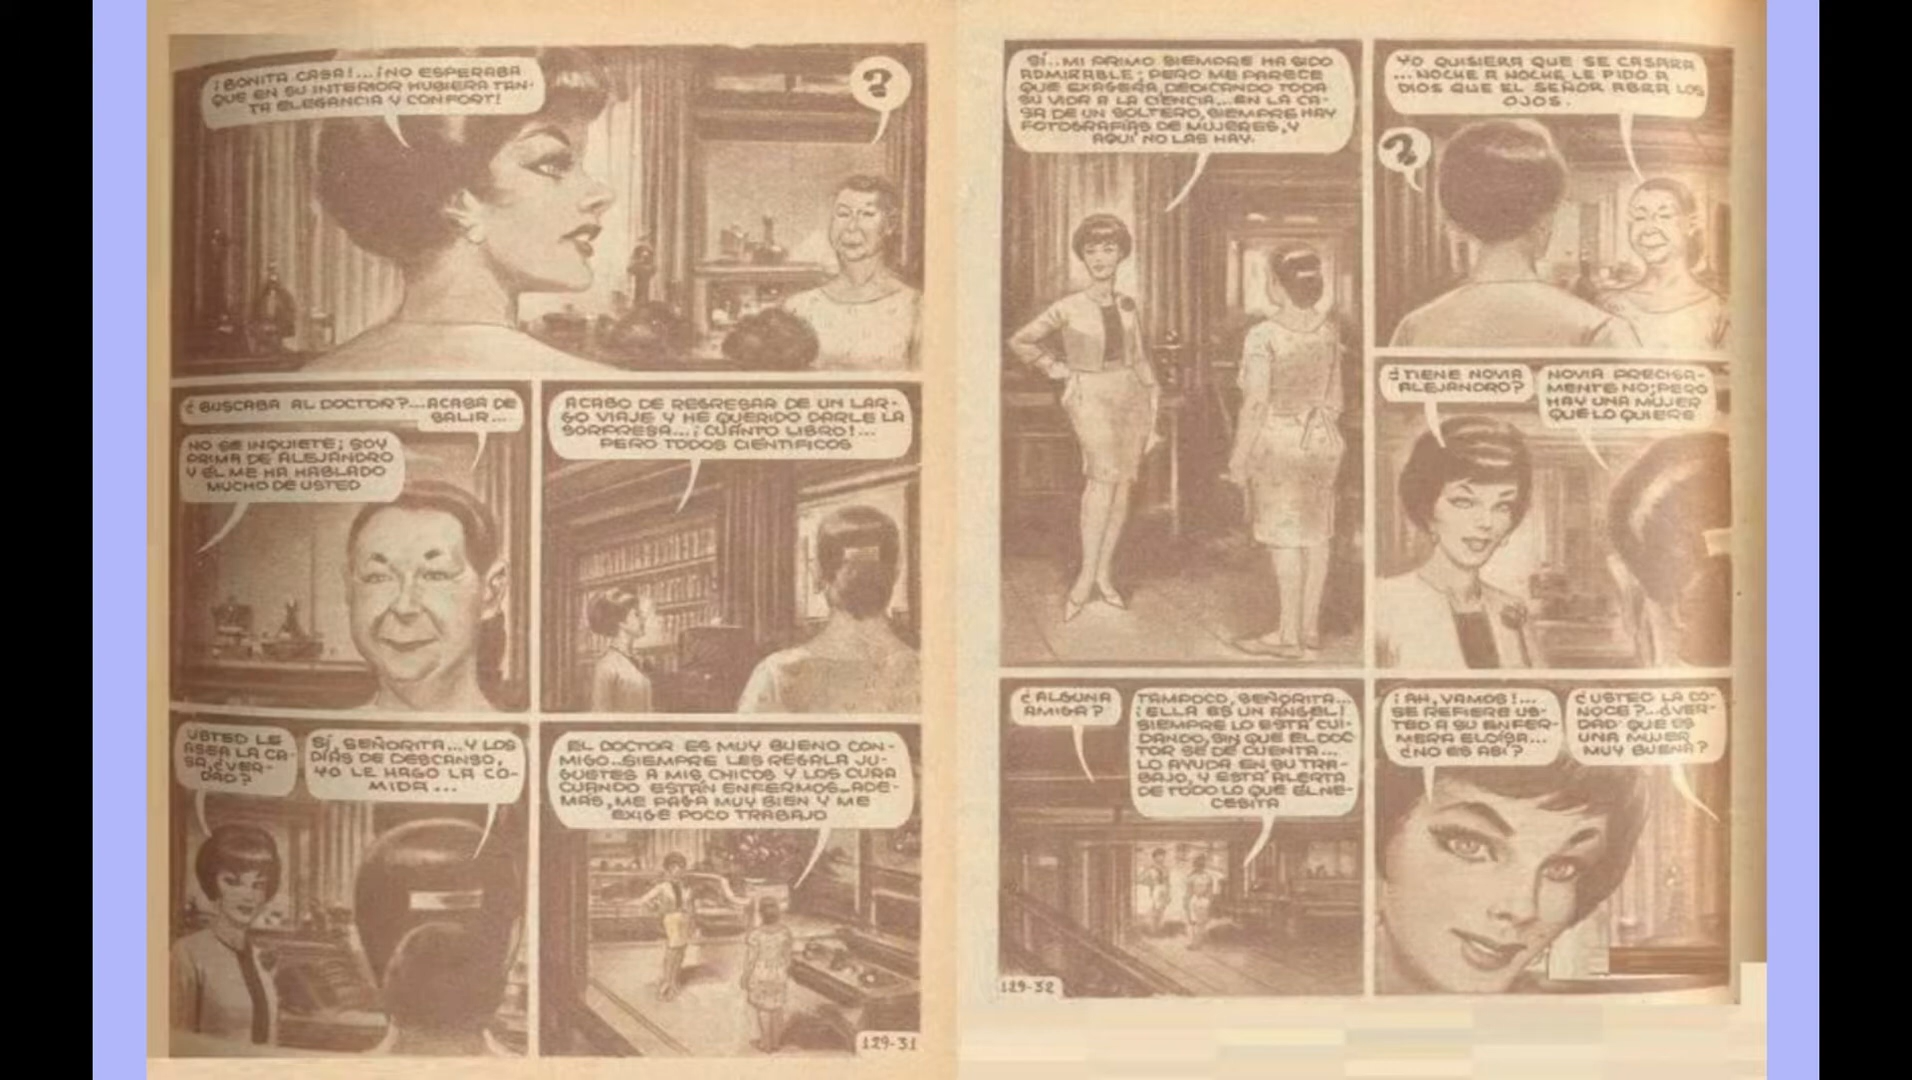 ¡BONITA CASA!...¡NO ESPERABA
QUE EN SU INTERIOR HUBIERA TAN-
TA ELEGANCIA Y CONFORT!
?
¿BUSCABA AL DOCTOR?...ACABA DE
SALIR...
NO SE INQUIETE; SOY
PRIMA DE ALEJANDRO
Y EL ME HA HABLADO
MUCHO DE USTED
ACABO DE REGRESAR DE UN LAR-
GO VIAJE Y HE QUERIDO DARLE LA
SORPRESA...¡CUÁNTO LIBRO!...
PERO TODOS CIENTIFICOS
USTED LE
ASEA LA CA-
SA, ¿VER-
DAD?
SÍ, SEÑORITA...Y LOS
DÍAS DE DESCANSO,
YO LE HAGO LA CO-
MIDA...
EL DOCTOR ES MUY BUENO CON-
MIGO...SIEMPRE LES REGALA JU-
GUETES A MIS CHICOS Y LOS CURA
CUANDO ESTÁN ENFERMOS...ADE-
MÁS, ME PAGA MUY BIEN Y ME
EXIGE POCO TRABAJO
129-31
SÍ...MI PRIMO SIEMPRE HA SIDO
ADMIRABLE; PERO ME PARECE
QUE EXAGERA, DEDICANDO TODA
SU VIDA A LA CIENCIA...EN LA CA-
SA DE UN SOLTERO, SIEMPRE HAY
FOTOGRAFÍAS DE MUJERES, Y
AQUÍ NO LAS HAY.
YO QUISIERA QUE SE CASARA
...NOCHE A NOCHE LE PIDO A
DIOS QUE EL SEÑOR ABRA LOS
OJOS.
?
¿TIENE NOVIA
ALEJANDRO?
NOVIA PRECISA-
MENTE NO; PERO
HAY UNA MUJER
QUE LO QUIERE
¿ALGUNA
AMIGA?
TAMPOCO, SEÑORITA...
¡ELLA ES UN ÁNGEL!
SIEMPRE LO ESTÁ CUI-
DANDO, SIN QUE EL DOC
TOR SE DÉ CUENTA...
LO AYUDA EN SU TRA-
BAJO, Y ESTÁ ALERTA
DE TODO LO QUE EL NE-
CESITA
¡AH, VAMOS!...
SE REFIERE US-
TED A SU ENFER-
MERA ELOÍSA...
¿NO ES ASÍ?
¿USTED LA CO-
NOCE?...¿VER-
DAD QUE ES
UNA MUJER
MUY BUENA?
129-32